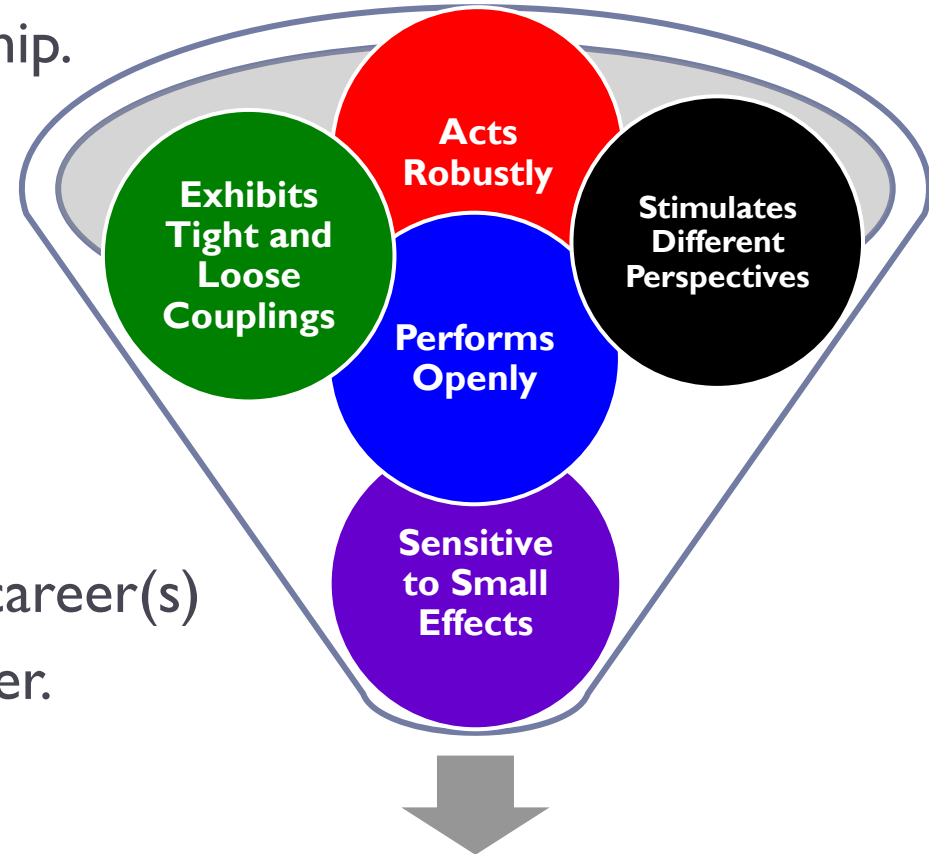 hip.
Acts
Robustly
Exhibits
Tight and
Loose
Couplings
Stimulates
Different
Perspectives
Performs
Openly
Sensitive
to Small
Effects
career(s)
er.